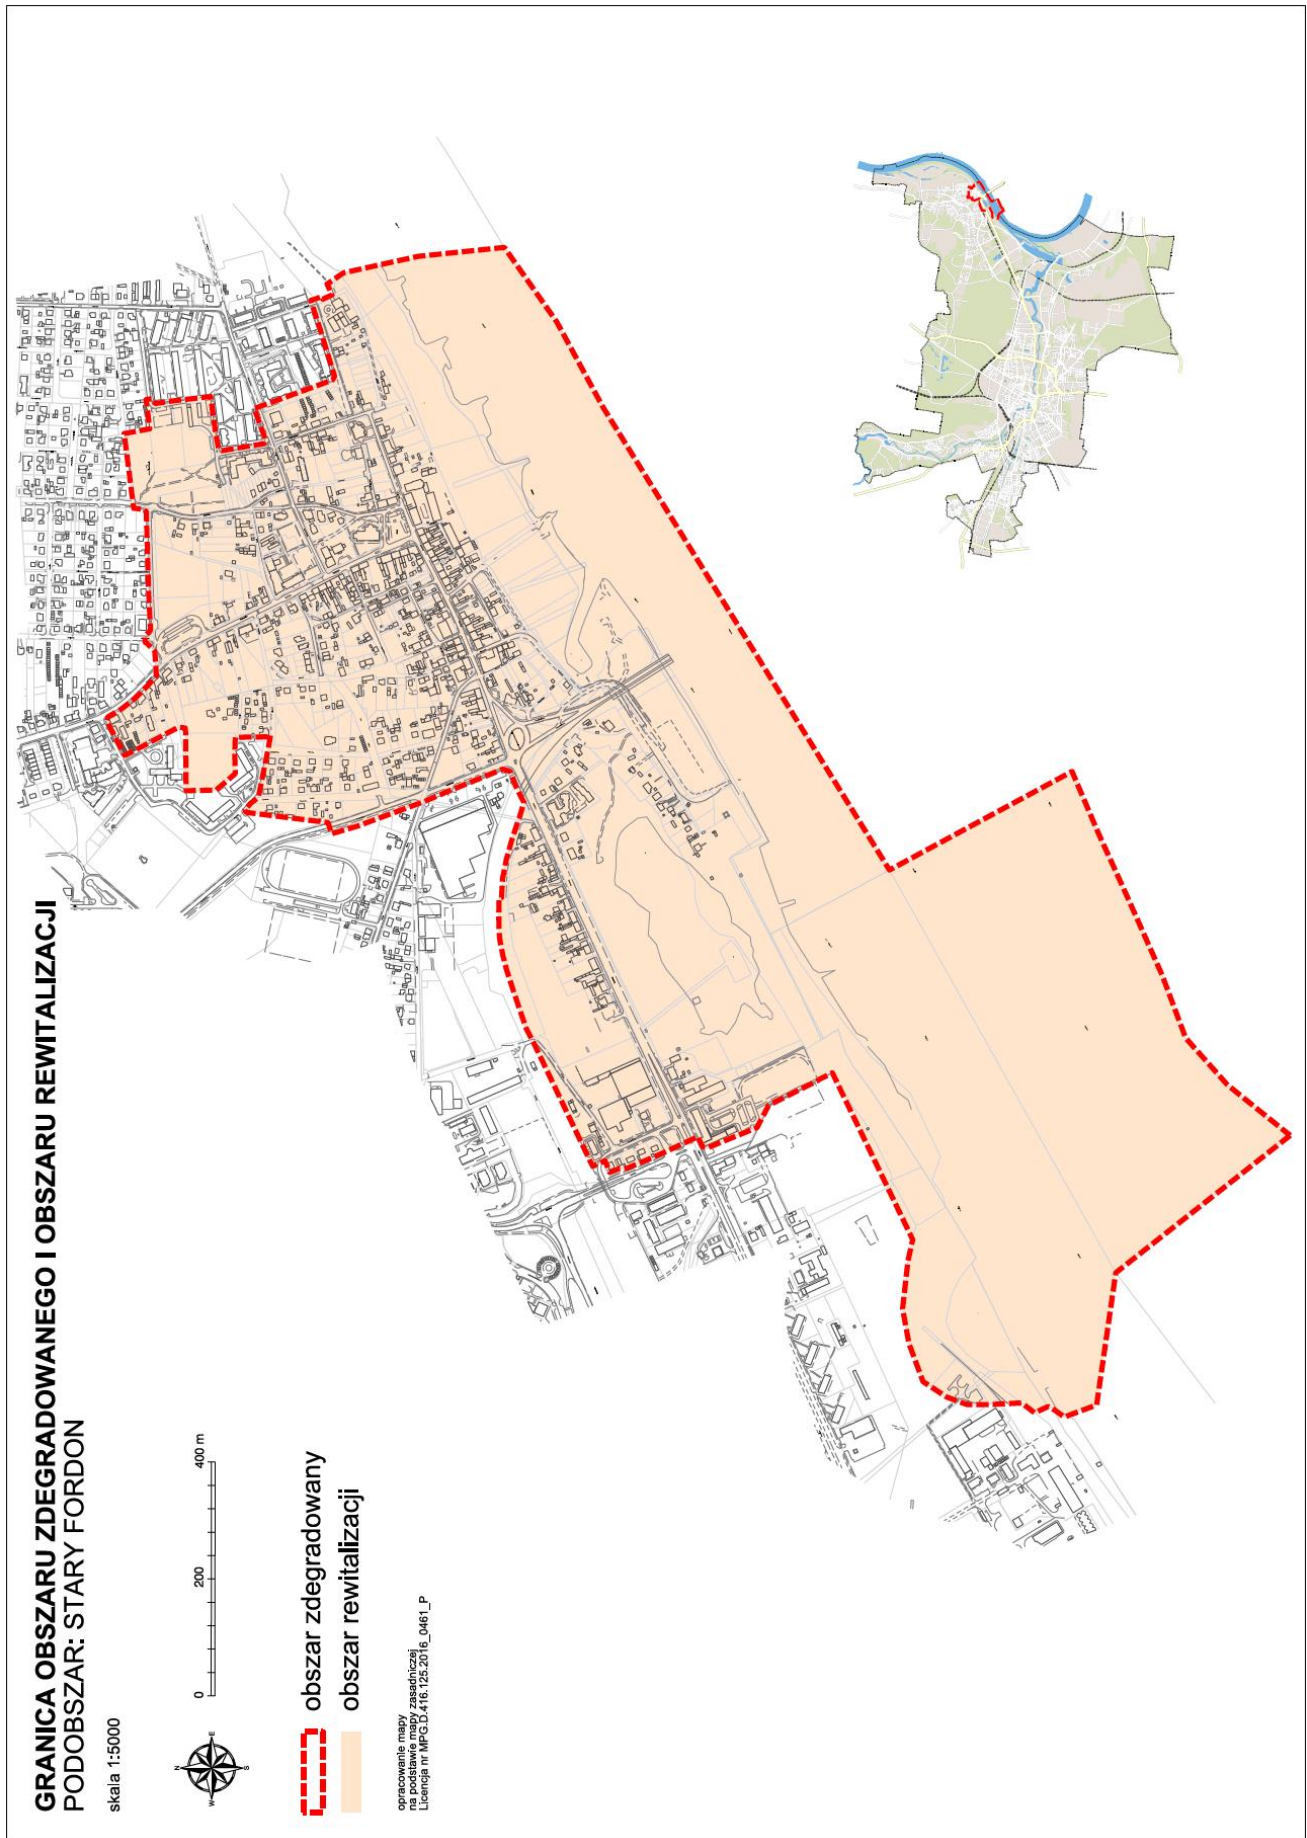 GRANICA OBSZARU ZDEGRADOWANEGO I OBSZARU REWITALIZACJI
PODOBSZAR: STARY FORDON
skala 1:5000
N
W
E
S
0
200
400 m
obszar zdegradowany
obszar rewitalizacji
opracowanie mapy
na podstawie mapy zasadniczej
Licencja nr MPG.D.416.125.2016_0461_P